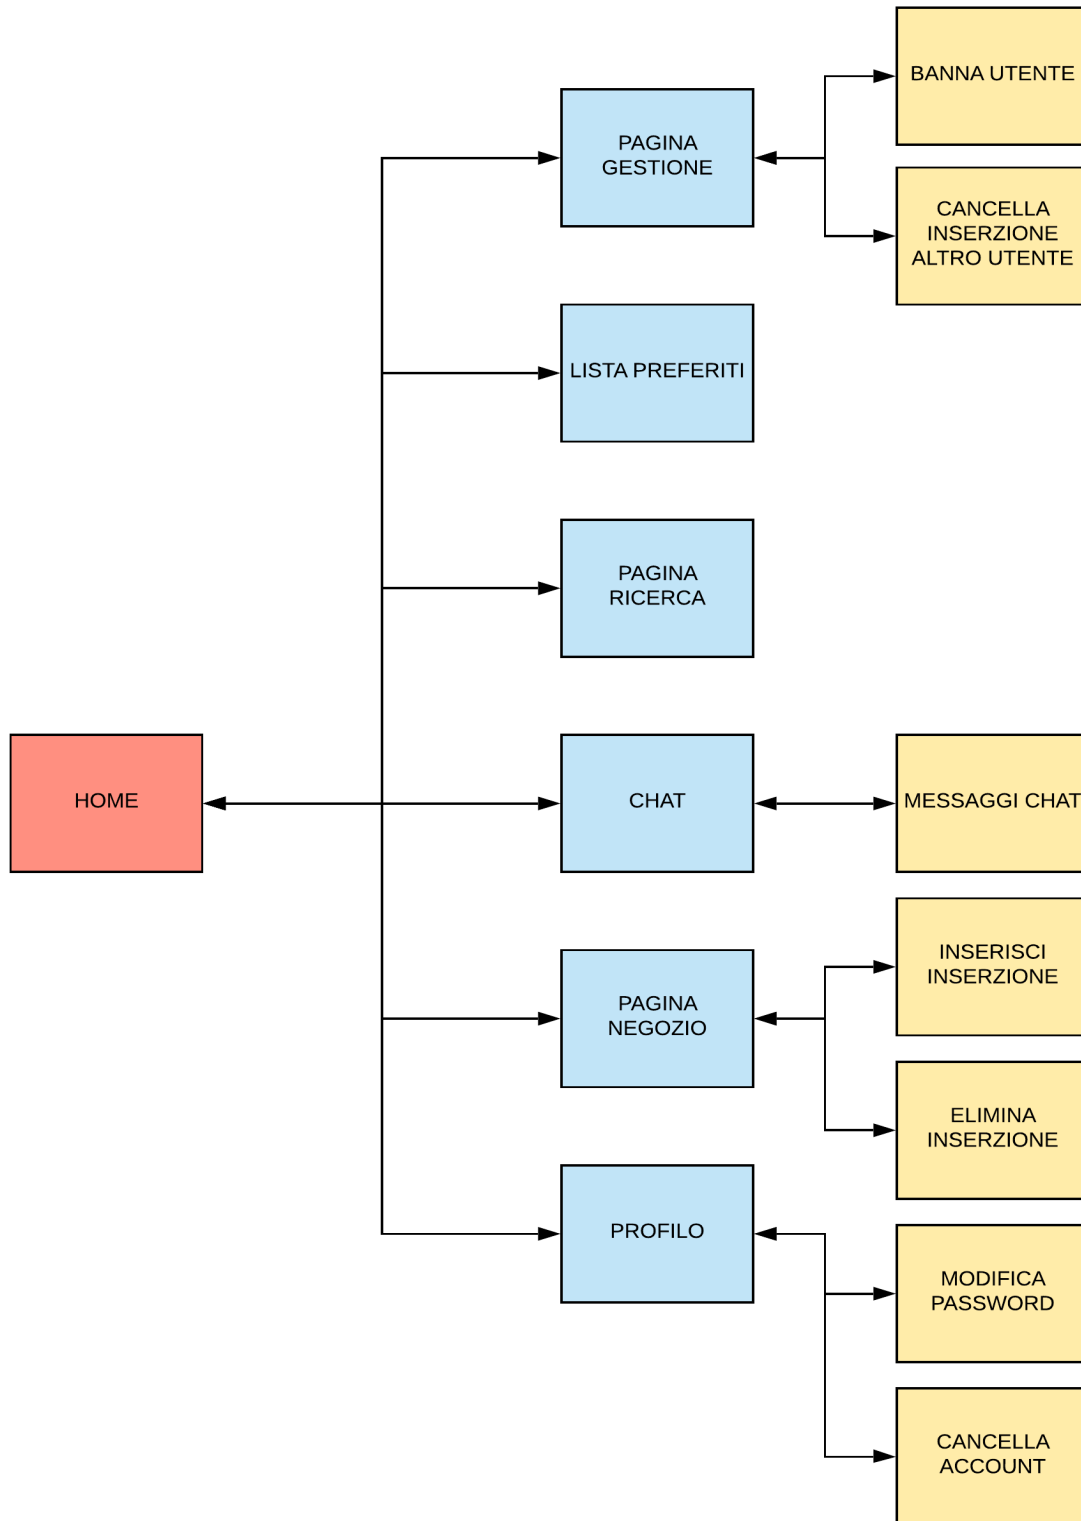 BANNA UTENTE
PAGINA
GESTIONE
CANCELLA
INSERZIONE
ALTRO UTENTE
LISTA PREFERITI
PAGINA
RICERCA
HOME
CHAT
MESSAGGI CHAT
INSERISCI
INSERZIONE
PAGINA
NEGOZIO
ELIMINA
INSERZIONE
PROFILO
MODIFICA
PASSWORD
CANCELLA
ACCOUNT